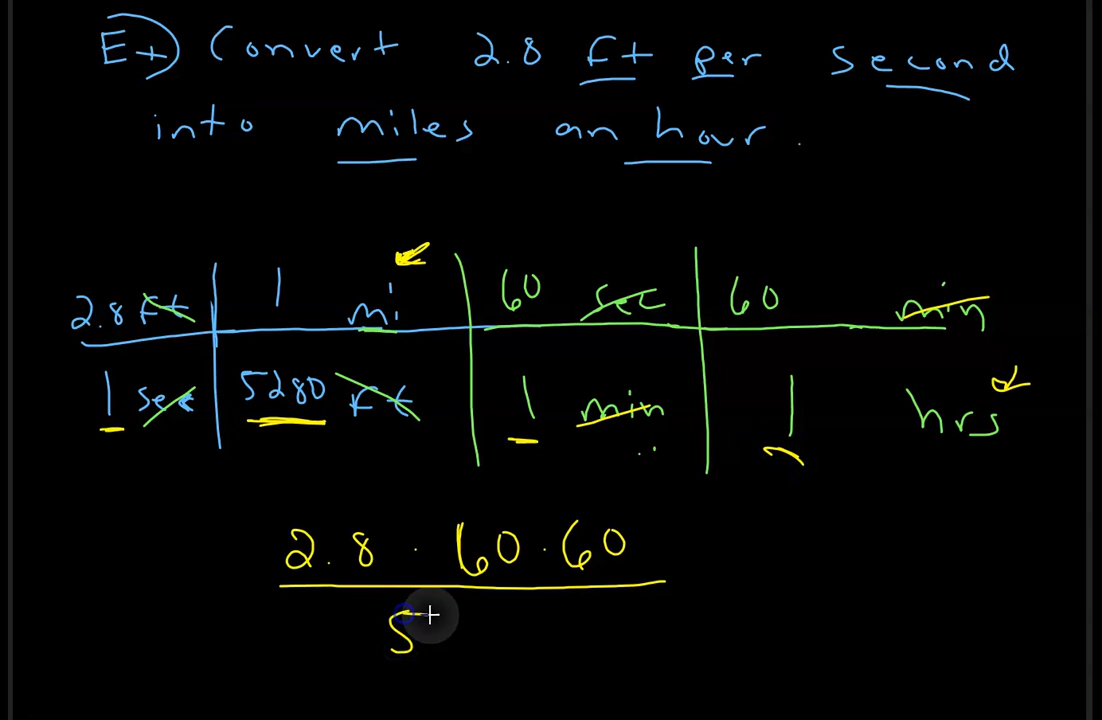 Ex) Convert 2.8 ft per second
into miles an hour.
2.8 ft 1 mi 60 sec 60 min
1 sec 5280 ft 1 min 1 hrs
2.8 · 60 · 60
5